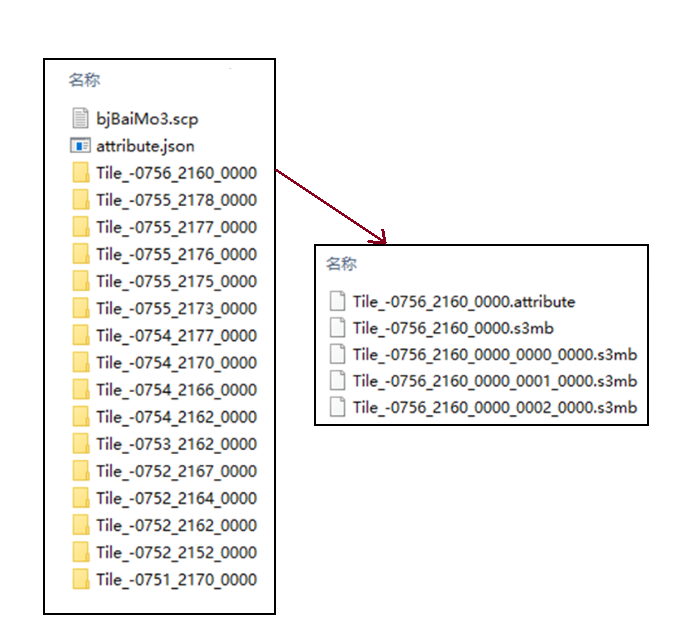 名称
bjBaiMo3.scp
attribute.json
Tile_-0756_2160_0000
Tile_-0755_2178_0000
Tile_-0755_2177_0000
Tile_-0755_2176_0000
Tile_-0755_2175_0000
Tile_-0755_2173_0000
Tile_-0754_2177_0000
Tile_-0754_2170_0000
Tile_-0754_2166_0000
Tile_-0754_2162_0000
Tile_-0753_2162_0000
Tile_-0752_2167_0000
Tile_-0752_2164_0000
Tile_-0752_2162_0000
Tile_-0752_2152_0000
Tile_-0751_2170_0000
名称
Tile_-0756_2160_0000.attribute
Tile_-0756_2160_0000.s3mb
Tile_-0756_2160_0000_0000_0000.s3mb
Tile_-0756_2160_0000_0001_0000.s3mb
Tile_-0756_2160_0000_0002_0000.s3mb